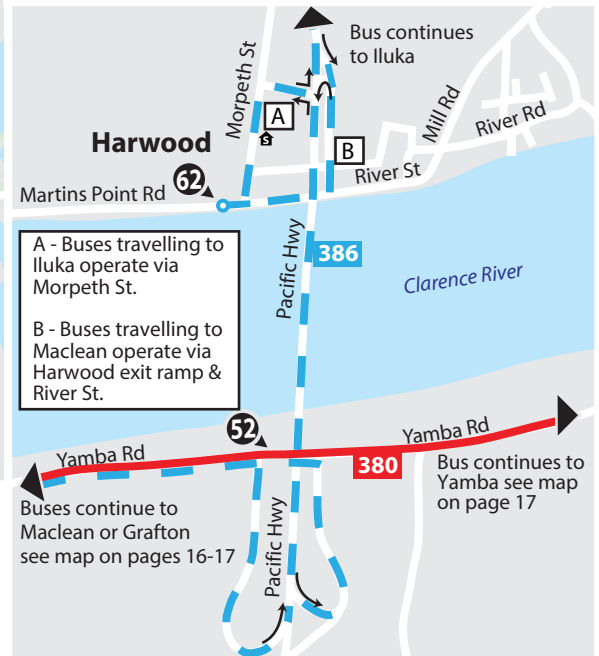 Bus continues
to Iluka
Morpeth St
A
Harwood
B
Mill Rd
River Rd
62
River St
Martins Point Rd
A - Buses travelling to
Iluka operate via
Morpeth St.
B - Buses travelling to
Maclean operate via
Harwood exit ramp &
River St.
Pacific Hwy
386
Clarence River
52
Yamba Rd
Yamba Rd
380
Buses continue to
Maclean or Grafton
see map on pages 16-17
Bus continues to
Yamba see map
on page 17
Pacific Hwy